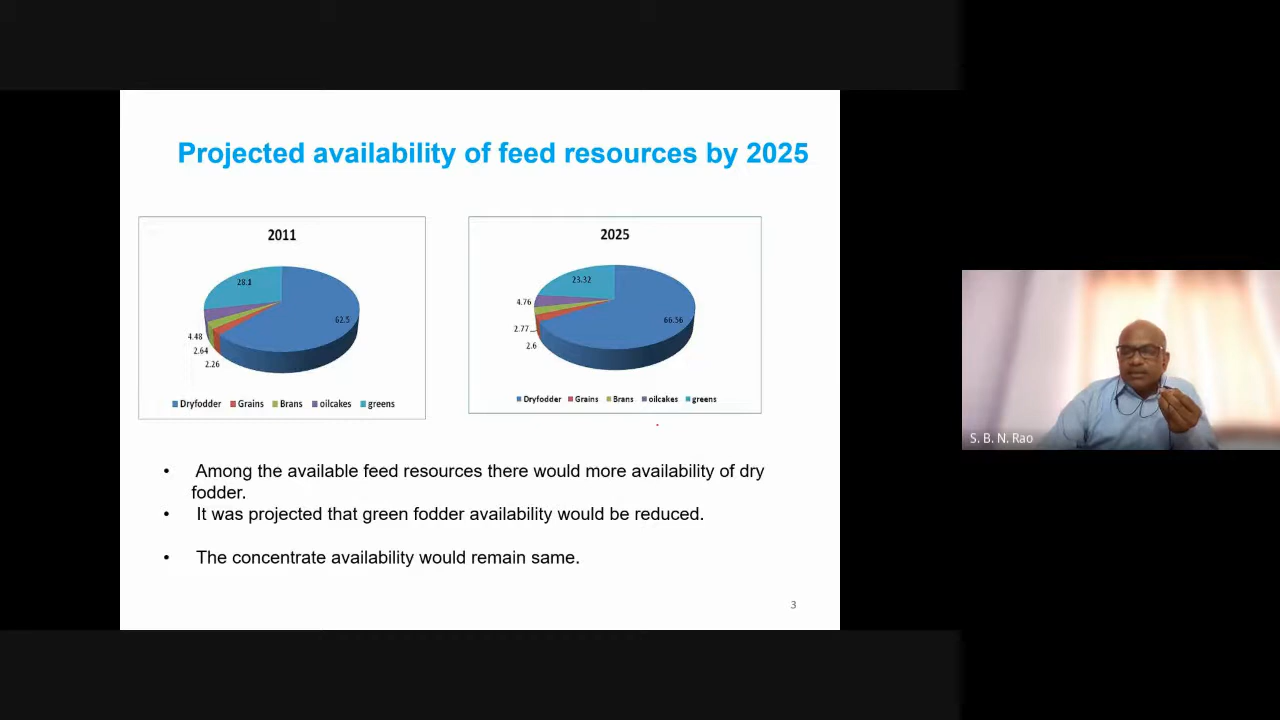 Projected availability of feed resources by 2025
2011
28.1
62.5
4.48
2.64
2.26
Dryfodder Grains Brans oilcakes greens
2025
23.32
4.76
66.56
2.77
2.6
Dryfodder Grains Brans oilcakes greens
• Among the available feed resources there would more availability of dry
fodder.
• It was projected that green fodder availability would be reduced.
• The concentrate availability would remain same.
3
S. B. N. Rao